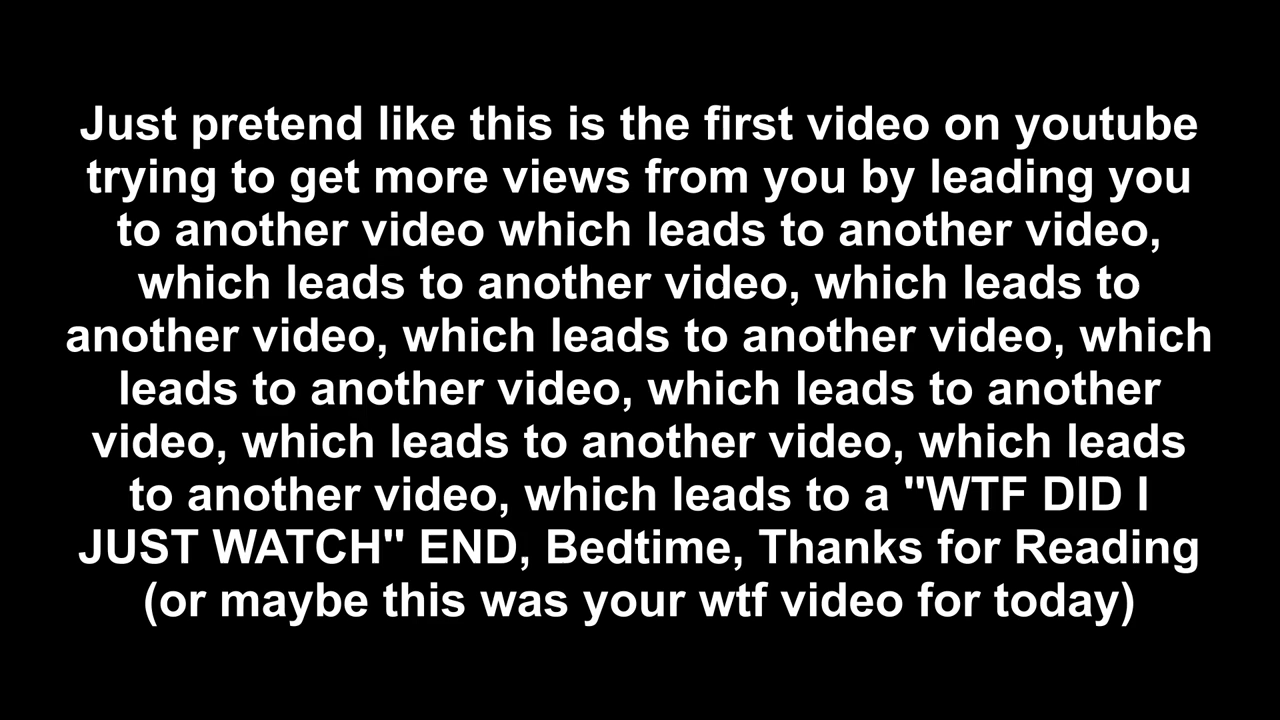 Just pretend like this is the first video on youtube
trying to get more views from you by leading you
to another video which leads to another video,
which leads to another video, which leads to
another video, which leads to another video, which
leads to another video, which leads to another
video, which leads to another video, which leads
to another video, which leads to a "WTF DID I
JUST WATCH" END, Bedtime, Thanks for Reading
(or maybe this was your wtf video for today)